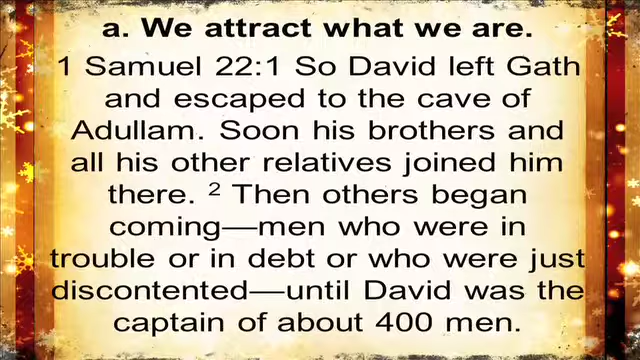 a. We attract what we are.
1 Samuel 22:1 So David left Gath
and escaped to the cave of
Adullam. Soon his brothers and
all his other relatives joined him
there. ² Then others began
coming—men who were in
trouble or in debt or who were just
discontented—until David was the
captain of about 400 men.